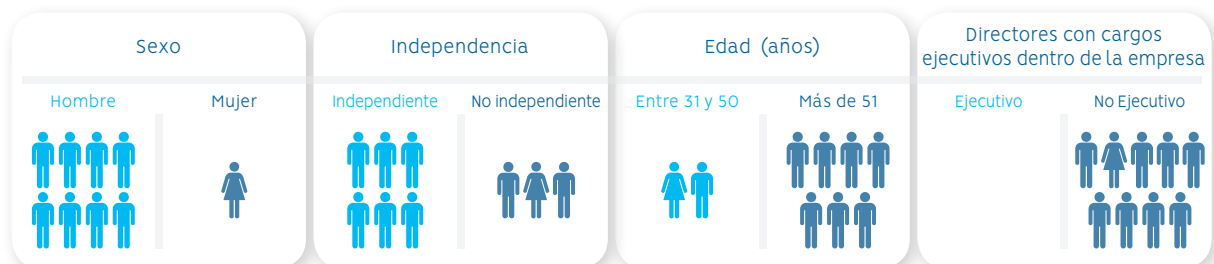 Sexo
Hombre
Mujer
Independencia
Independiente
No independiente
Edad (años)
Entre 31 y 50
Más de 51
Directores con cargos
ejecutivos dentro de la empresa
Ejecutivo
No Ejecutivo